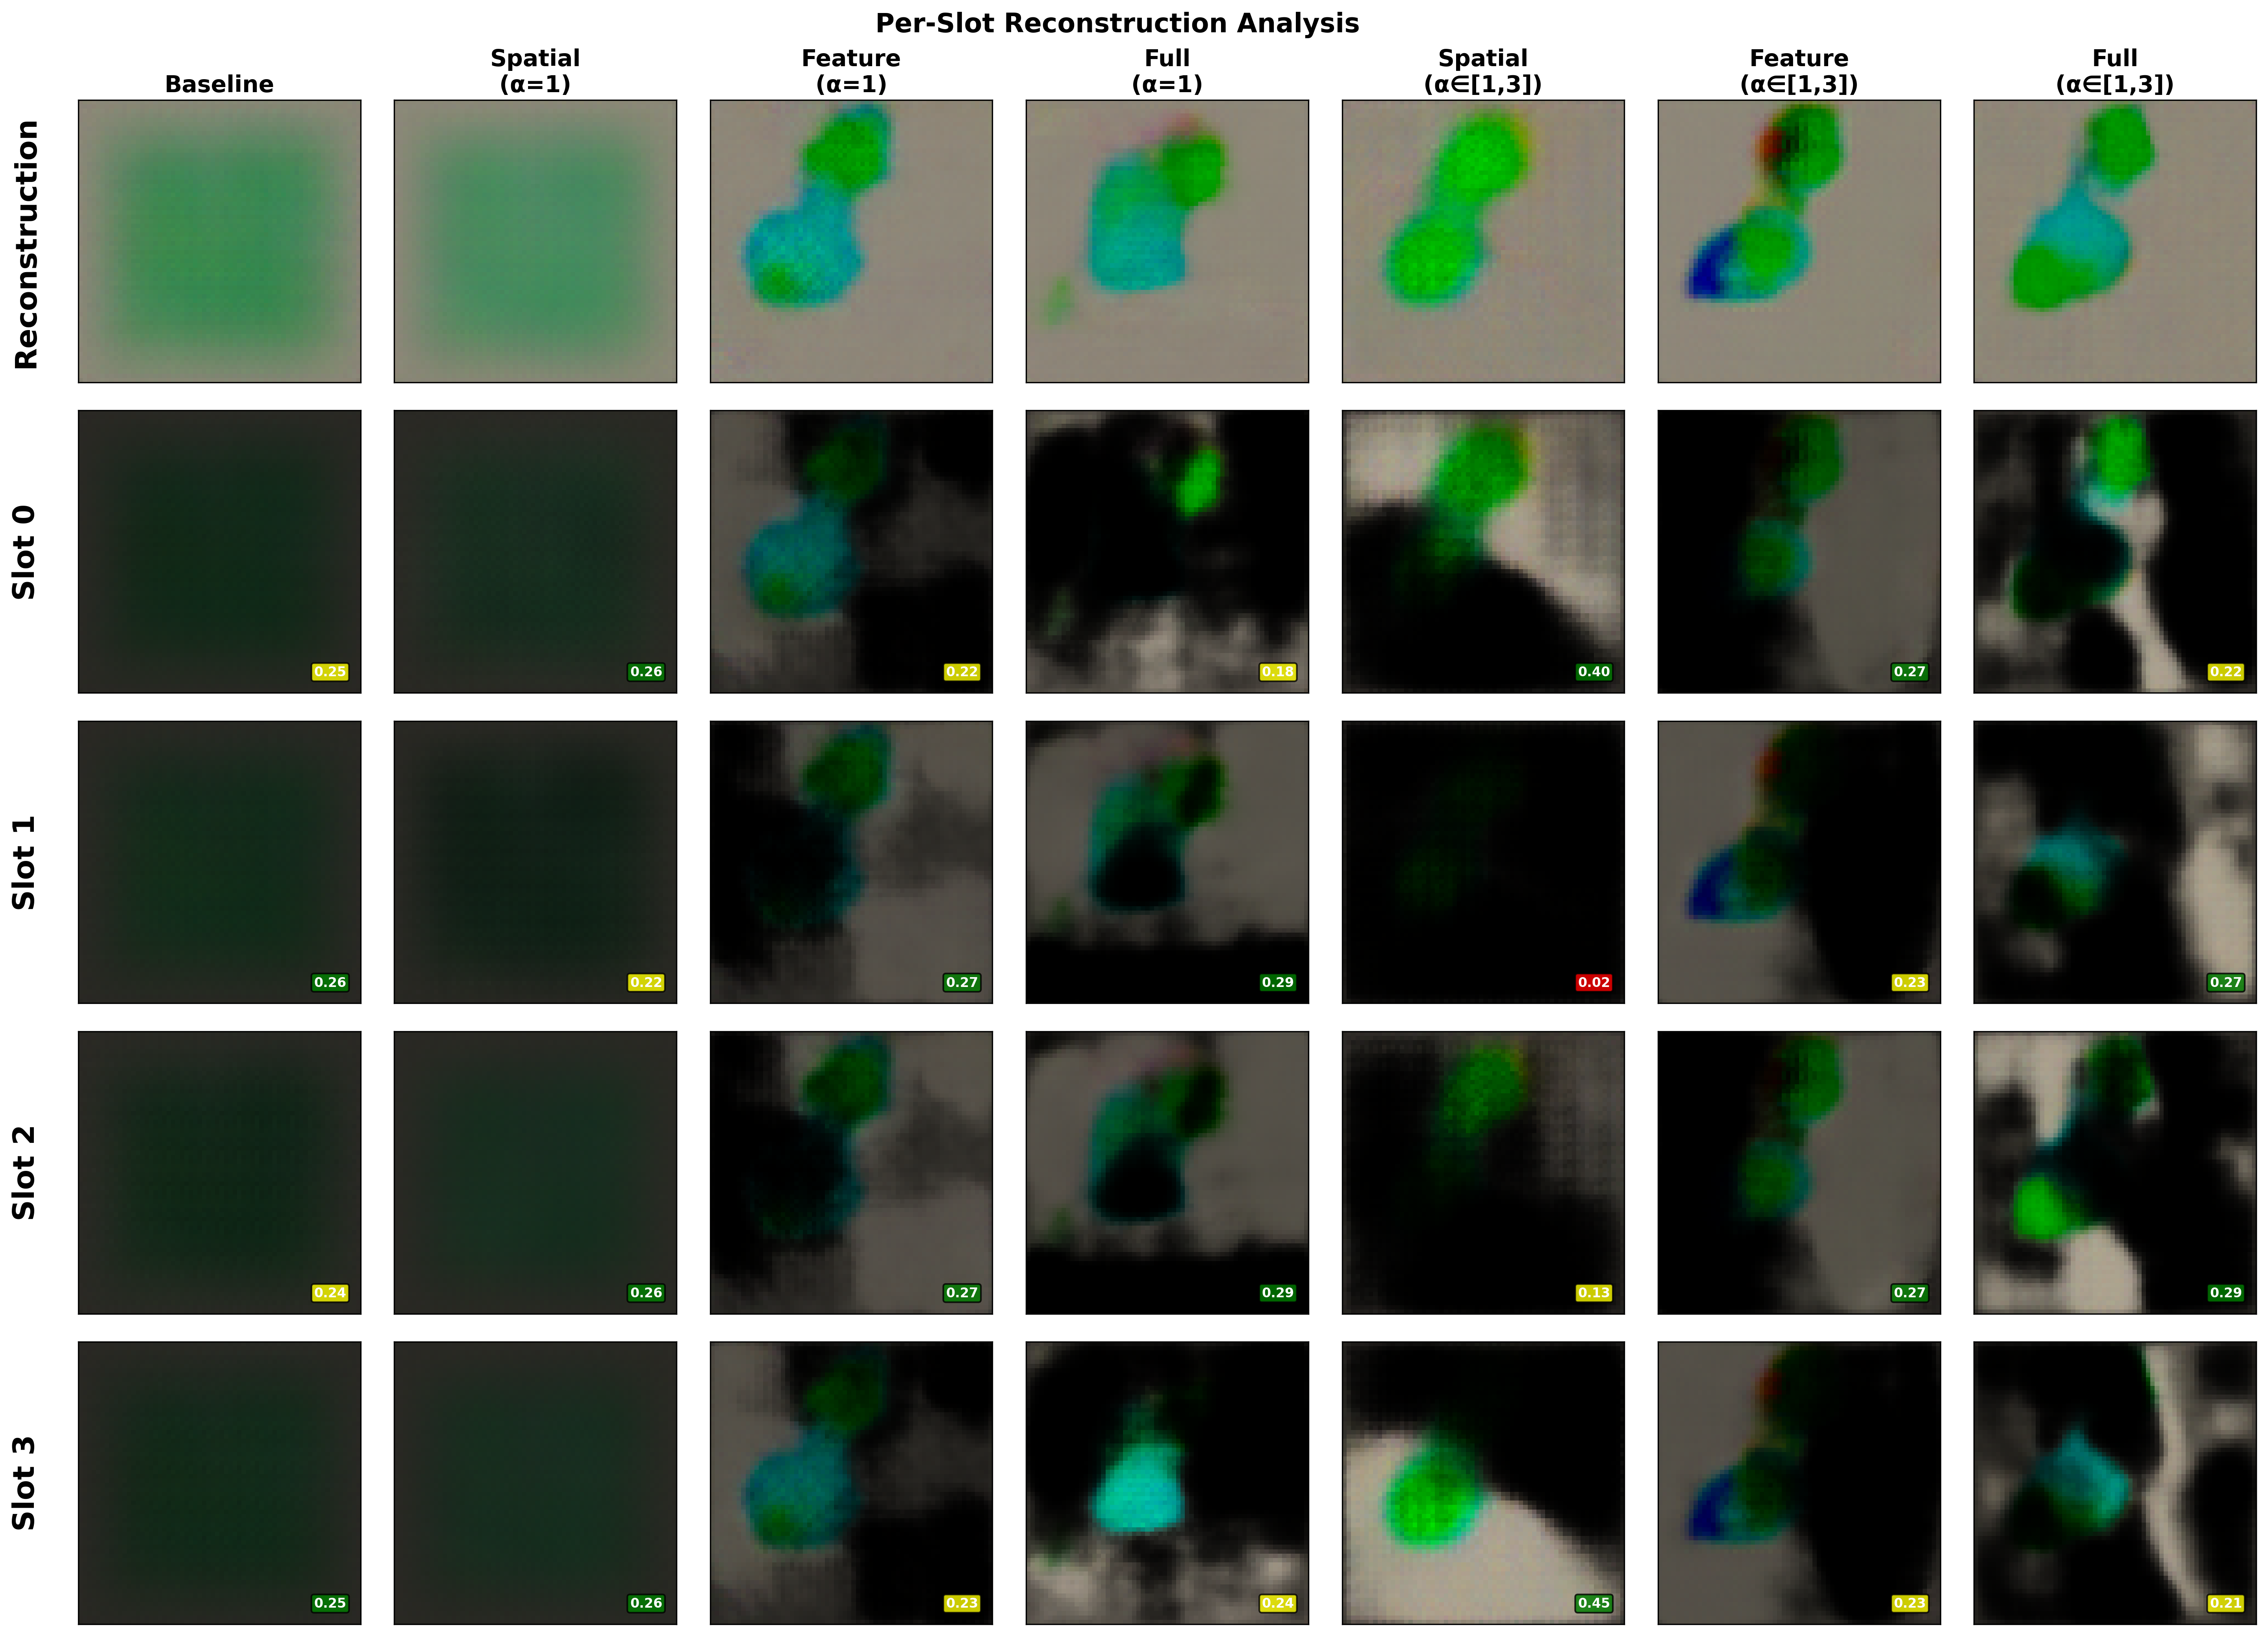 Per-Slot Reconstruction Analysis
Baseline
Spatial
(α=1)
Feature
(α=1)
Full
(α=1)
Spatial
(α∈[1,3])
Feature
(α∈[1,3])
Full
(α∈[1,3])
Reconstruction
Slot 0
0.25
0.26
0.22
0.18
0.40
0.27
0.22
Slot 1
0.26
0.22
0.27
0.29
0.02
0.23
0.27
Slot 2
0.24
0.26
0.27
0.29
0.13
0.27
0.29
Slot 3
0.25
0.26
0.23
0.24
0.45
0.23
0.21